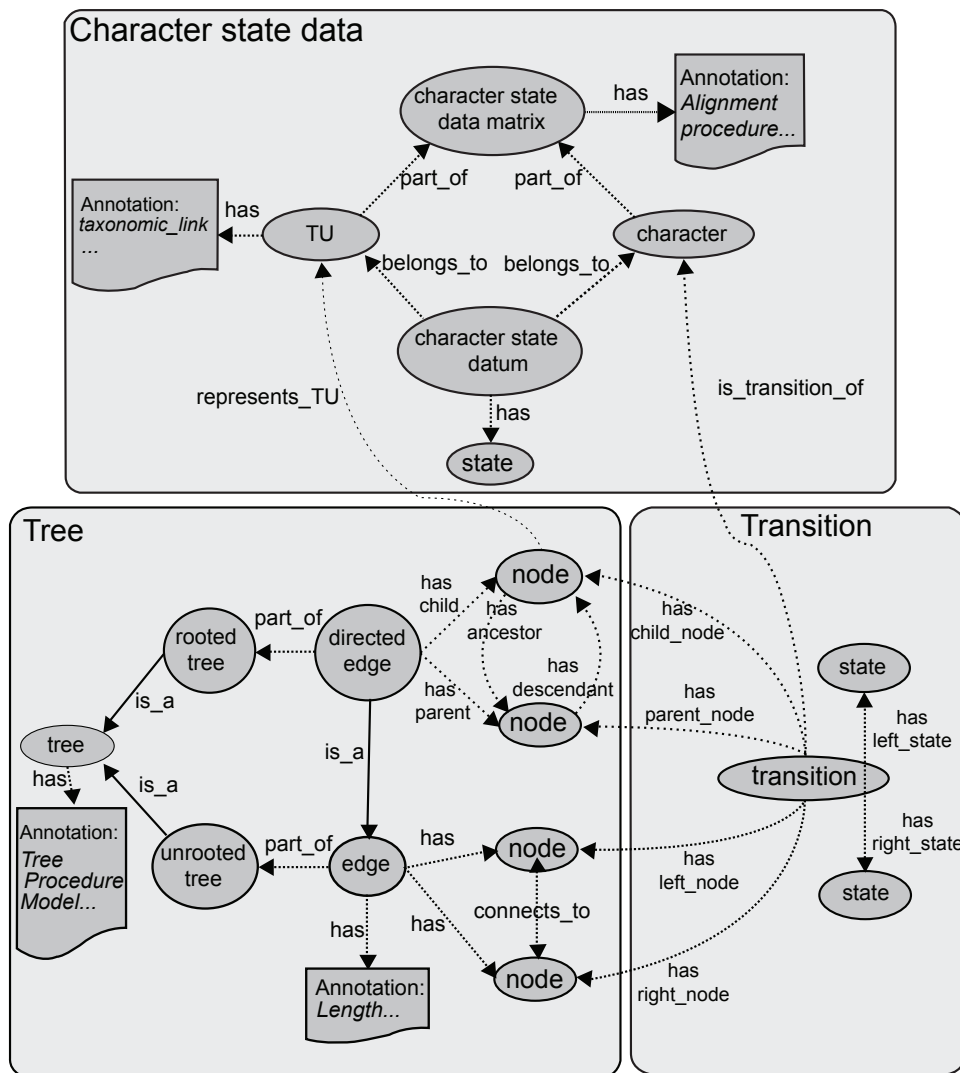 Character state data
character state
data matrix
has
Annotation:
Alignment
procedure...
part_of
part_of
Annotation:
taxonomic_link
...
has
TU
character
belongs_to
belongs_to
character state
datum
represents_TU
is_transition_of
has
state
Tree
node
has
child
has
ancestor
part_of
rooted
tree
directed
edge
has
descendant
has
parent
node
is_a
tree
has
is_a
is_a
Annotation:
Tree
Procedure
Model...
unrooted
tree
part_of
edge
has
node
connects_to
has
has
node
Annotation:
Length...
Transition
has
child_node
state
has
parent_node
has
left_state
transition
has
right_state
has
left_node
state
has
right_node